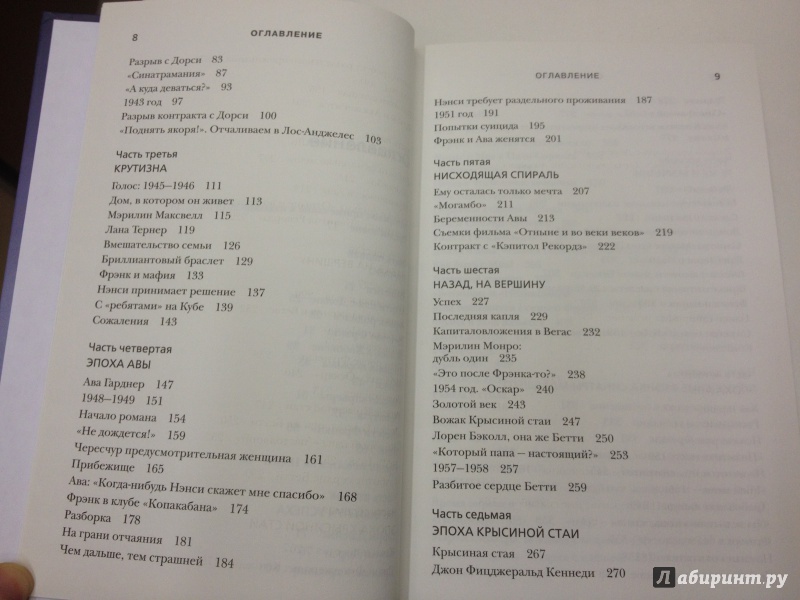 8
ОГЛАВЛЕНИЕ
Разрыв с Дорси 83
«Синатрамания» 87
«А куда деваться?» 93
1943 год 97
Разрыв контракта с Дорси 100
«Поднять якоря!». Отчаливаем в Лос-Анджелес 103
Часть третья
КРУТИЗНА
Голос: 1945—1946 111
Дом, в котором он живет 113
Мэрилин Максвелл 115
Лана Тернер 119
Вмешательство семьи 126
Бриллиантовый браслет 129
Фрэнк и мафия 133
Нэнси принимает решение 137
С «ребятами» на Кубе 139
Сожаления 143
Часть четвертая
ЭПОХА АВЫ
Ава Гарднер 147
1948—1949 151
Начало романа 154
«Не дождется!» 159
Чересчур предусмотрительная женщина 161
Прибежище 165
Ава: «Когда-нибудь Нэнси скажет мне спасибо» 168
Фрэнк в клубе «Копакабана» 174
Разборка 178
На грани отчаяния 181
Чем дальше, тем страшней 184
ОГЛАВЛЕНИЕ
9
Нэнси требует раздельного проживания 187
1951 год 191
Попытки суицида 195
Фрэнк и Ава женятся 201
Часть пятая
НИСХОДЯЩАЯ СПИРАЛЬ
Ему осталась только мечта 207
«Могамбо» 211
Беременности Авы 213
Съемки фильма «Отныне и во веки веков» 219
Контракт с «Кэпитол Рекордз» 222
Часть шестая
НАЗАД, НА ВЕРШИНУ
Успех 227
Последняя капля 229
Капиталовложения в Вегас 232
Мэрилин Монро:
дубль один 235
«Это после Фрэнка-то?» 238
1954 год. «Оскар» 240
Золотой век 243
Вожак Крысиной стаи 247
Лорен Бэколл, она же Бетти 250
«Который папа — настоящий?» 253
1957—1958 257
Разбитое сердце Бетти 259
Часть седьмая
ЭПОХА КРЫСИНОЙ СТАИ
Крысиная стая 267
Джон Фицджеральд Кеннеди 270
Лабиринт.ру